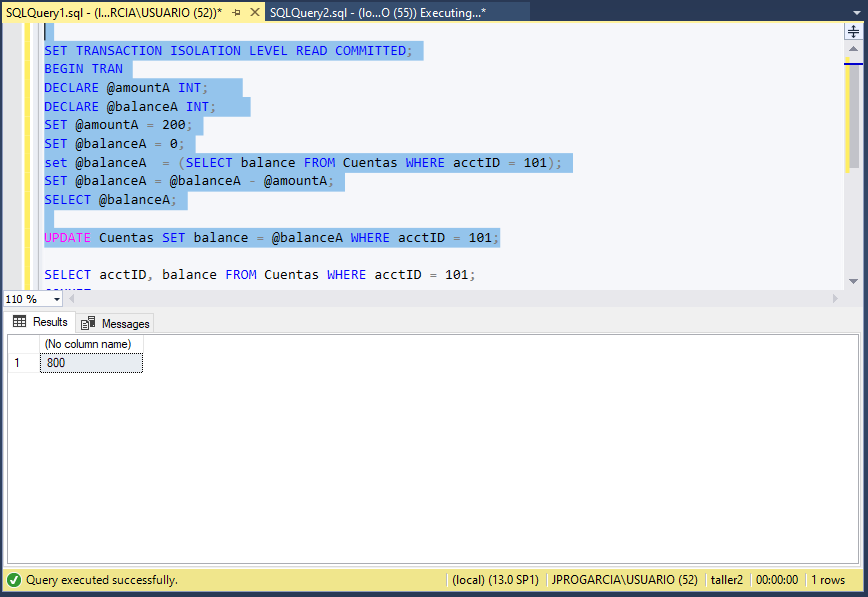 SQLQuery1.sql - (l...RCIA\USUARIO (52))* SQLQuery2.sql - (lo...O (55)) Executing...*
SET TRANSACTION ISOLATION LEVEL READ COMMITTED;
BEGIN TRAN
DECLARE @amountA INT;
DECLARE @balanceA INT;
SET @amountA = 200;
SET @balanceA = 0;
set @balanceA  = (SELECT balance FROM Cuentas WHERE acctID = 101);
SET @balanceA = @balanceA - @amountA;
SELECT @balanceA;
UPDATE Cuentas SET balance = @balanceA WHERE acctID = 101;
SELECT acctID, balance FROM Cuentas WHERE acctID = 101;
110 %
Results Messages
(No column name)
1 800
Query executed successfully. (local) (13.0 SP1) JPROGARCIA\USUARIO (52) taller2 00:00:00 1 rows